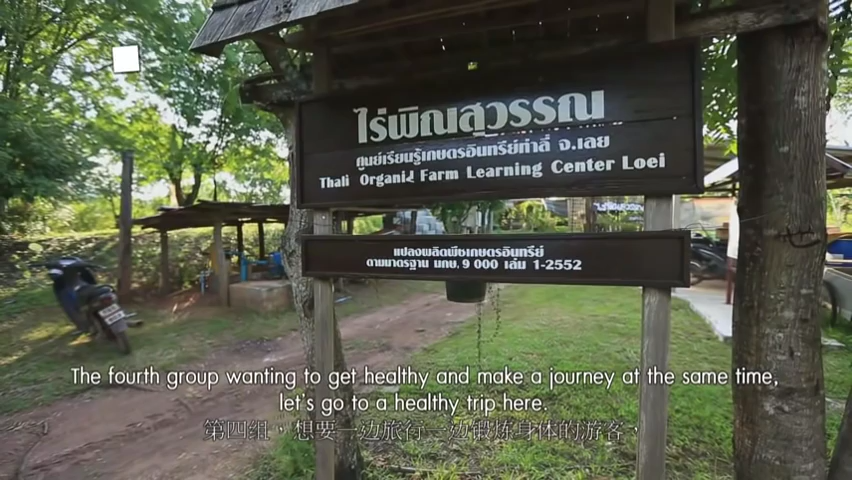 ไร่พิณสุวรรณ
ศูนย์เรียนรู้เกษตรอินทรีย์ท่าลี่ จ.เลย
Thali Organic Farm Learning Center Loei
แปลงผลิตพืชเกษตรอินทรีย์
ตามมาตรฐาน มกษ. 9 000 เล่ม 1-2552
The fourth group wanting to get healthy and make a journey at the same time,
let's go to a healthy trip here.
第四组，想要一边旅行一边锻炼身体的游客，